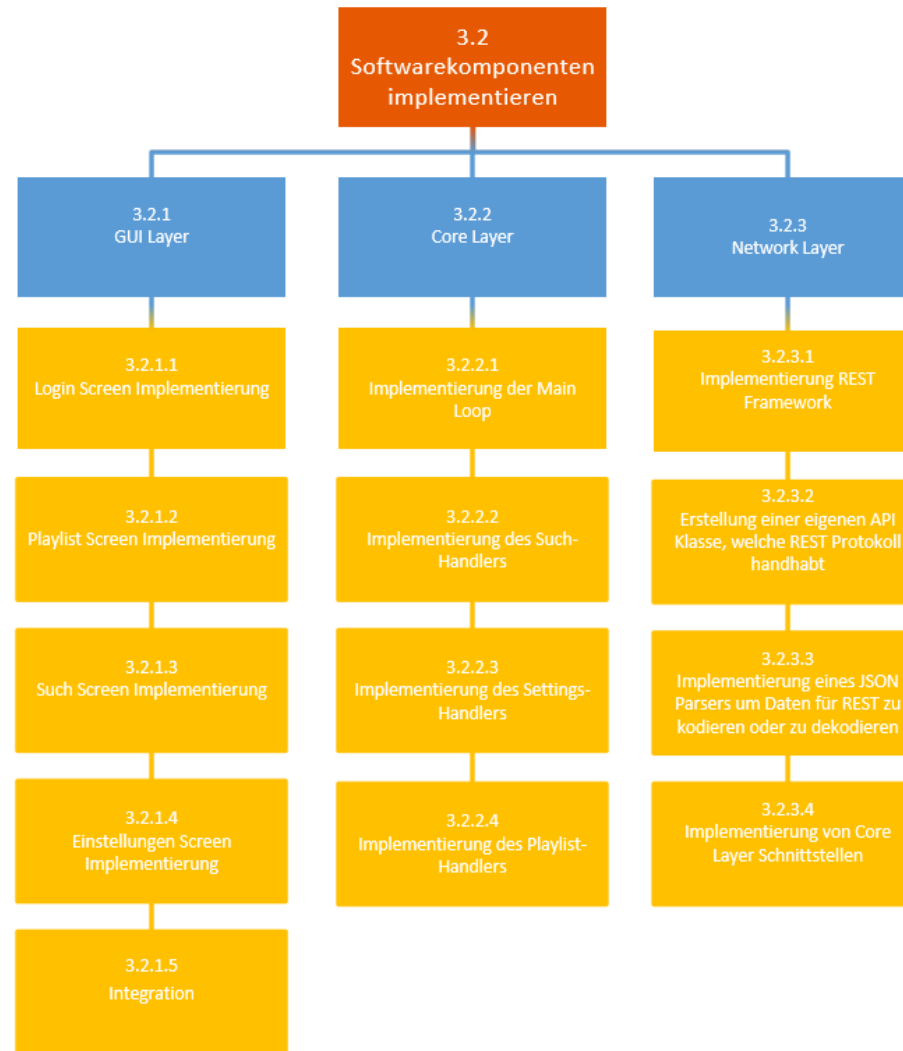 3.2
Softwarekomponenten
implementieren
3.2.1
GUI Layer
3.2.2
Core Layer
3.2.3
Network Layer
3.2.1.1
Login Screen Implementierung
3.2.2.1
Implementierung der Main
Loop
3.2.3.1
Implementierung REST
Framework
3.2.1.2
Playlist Screen Implementierung
3.2.2.2
Implementierung des Such-
Handlers
3.2.3.2
Erstellung einer eigenen API
Klasse, welche REST Protokoll
handhabt
3.2.1.3
Such Screen Implementierung
3.2.2.3
Implementierung des Settings-
Handlers
3.2.3.3
Implementierung eines JSON
Parsers um Daten für REST zu
kodieren oder zu dekodieren
3.2.1.4
Einstellungen Screen
Implementierung
3.2.2.4
Implementierung des Playlist-
Handlers
3.2.3.4
Implementierung von Core
Layer Schnittstellen
3.2.1.5
Integration